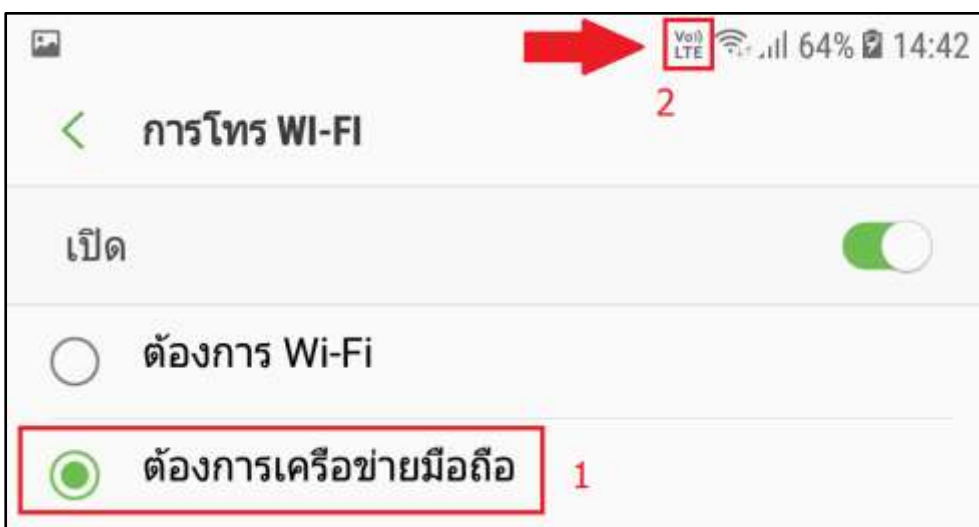 Vo)) LTE 64% 14:42
2
การโทร WI-FI
เปิด
ต้องการ Wi-Fi
ต้องการเครือข่ายมือถือ 1